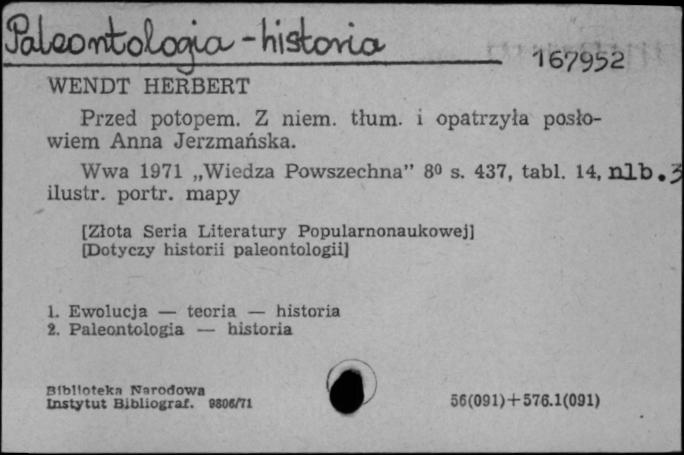 Paleontologia - historia
167952
WENDT HERBERT
Przed potopem. Z niem. tłum. i opatrzyła posło-
wiem Anna Jerzmańska.
Wwa 1971 „Wiedza Powszechna” 8⁰ s. 437, tabl. 14, nlb. 3
ilustr. portr. mapy
[Złota Seria Literatury Popularnonaukowej]
[Dotyczy historii paleontologii]
1. Ewolucja — teoria — historia
2. Paleontologia — historia
Biblioteka Narodowa
Instytut Bibliograf. 9806/71
56(091)+576.1(091)